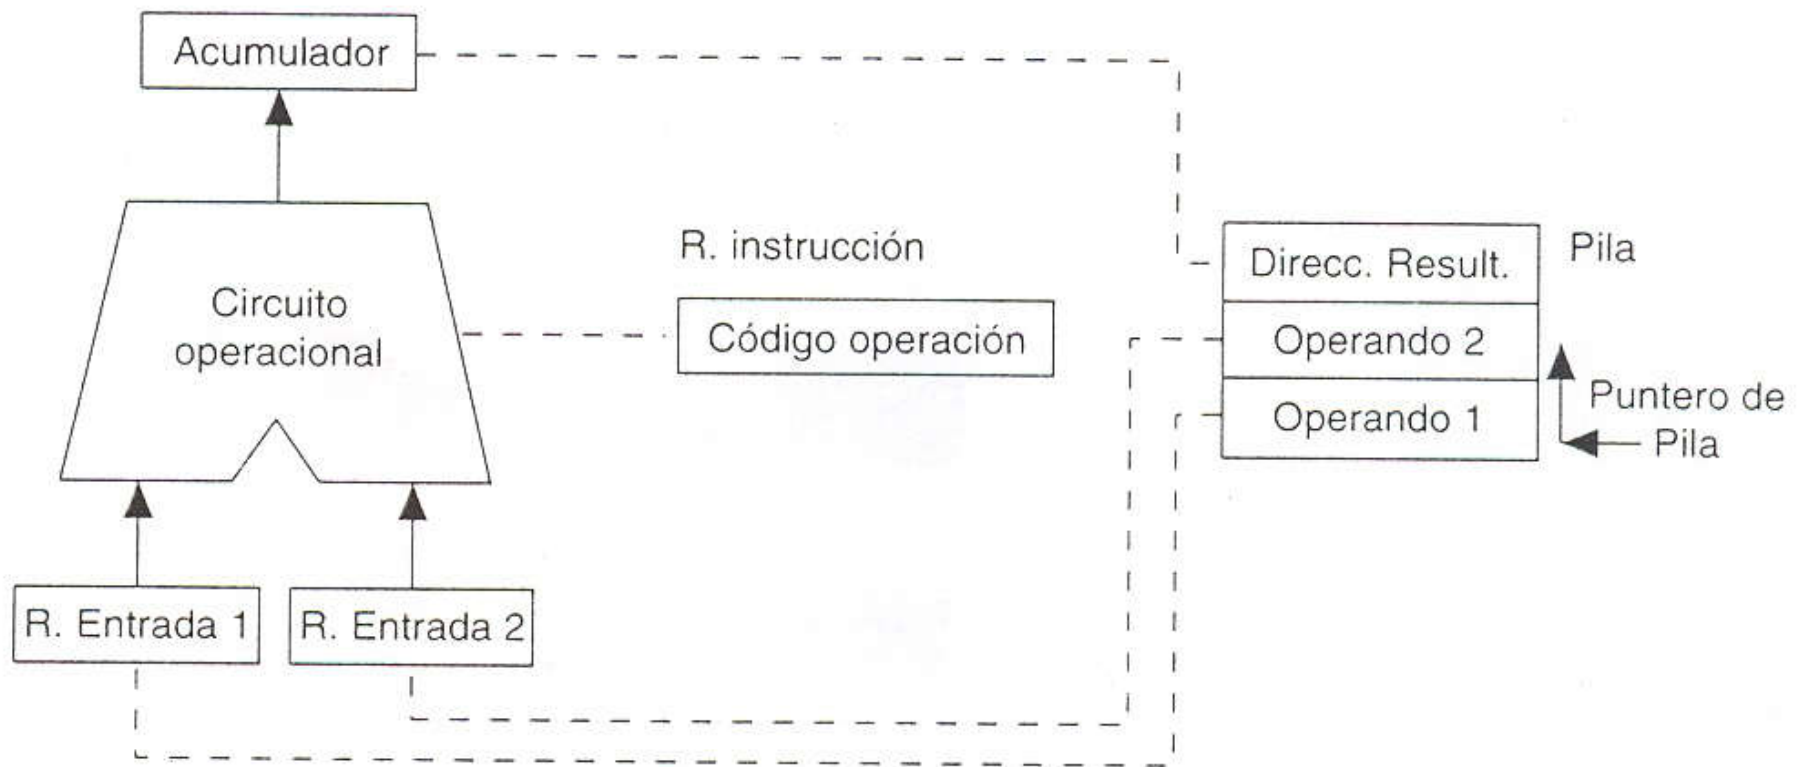 Acumulador
R. instrucción
Circuito
operacional
Código operación
Direcc. Result.
Pila
Operando 2
Operando 1
Puntero de
Pila
R. Entrada 1
R. Entrada 2